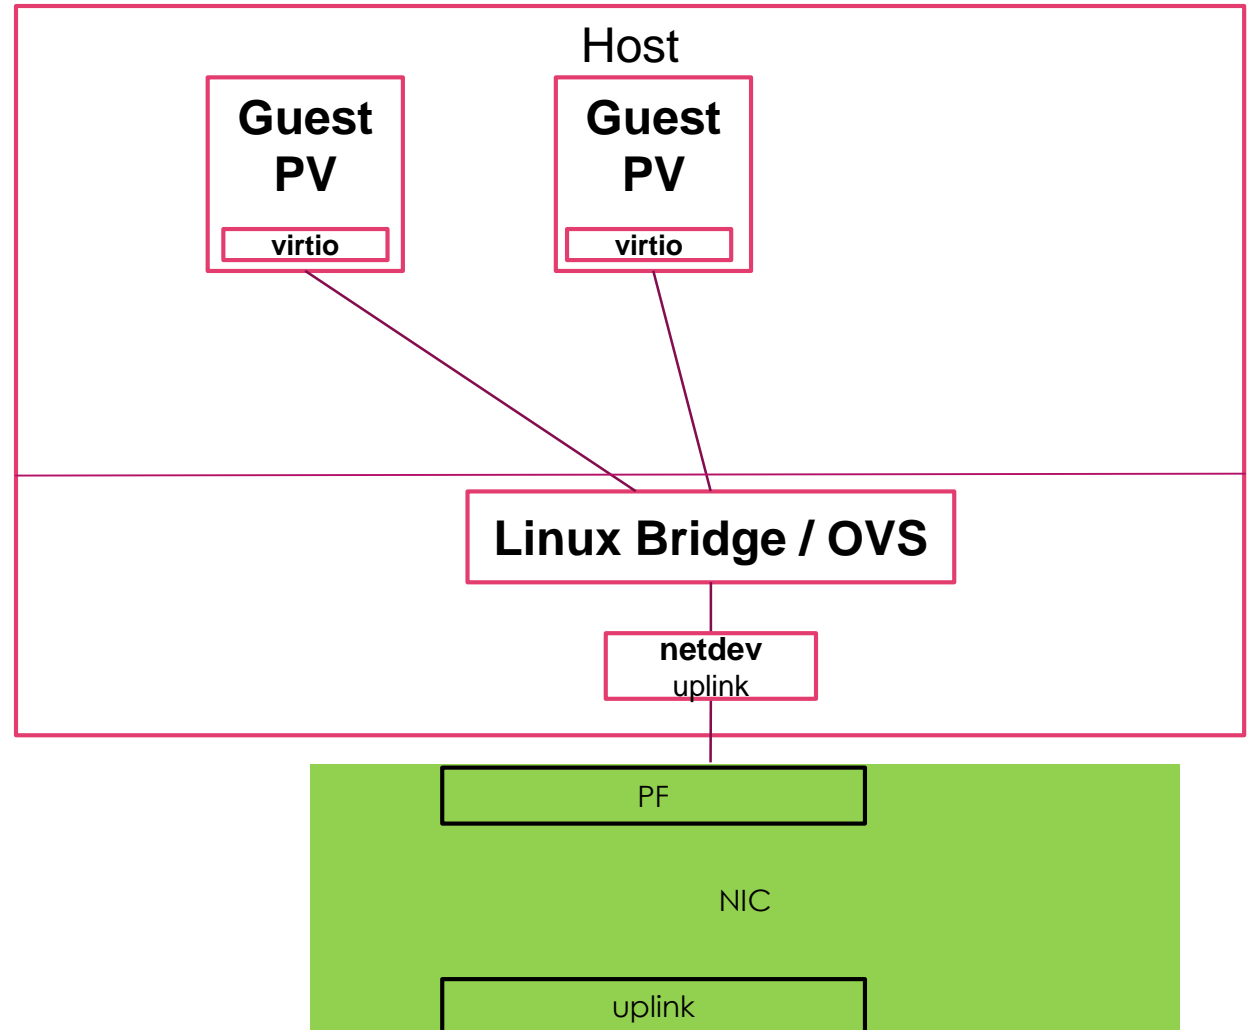 Host
Guest
PV
virtio
Guest
PV
virtio
Linux Bridge / OVS
netdev
uplink
PF
NIC
uplink